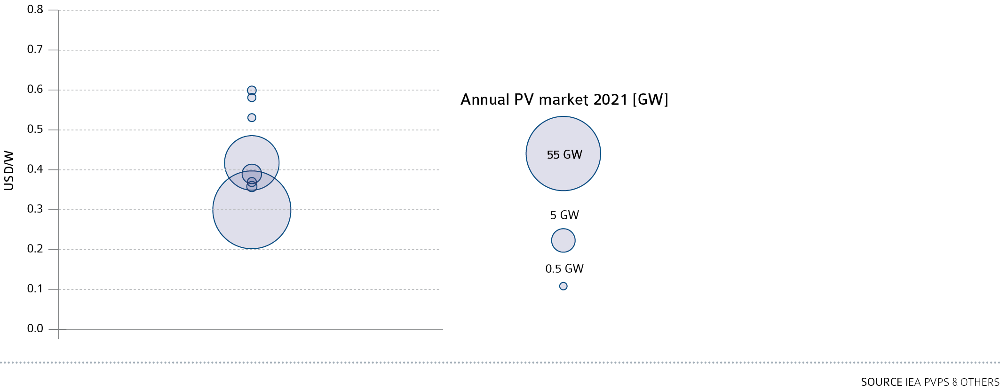 0.8
0.7
0.6
0.5
0.4
0.3
0.2
0.1
0.0
USD/W
Annual PV market 2021 [GW]
55 GW
5 GW
0.5 GW
SOURCE IEA PVPS & OTHERS